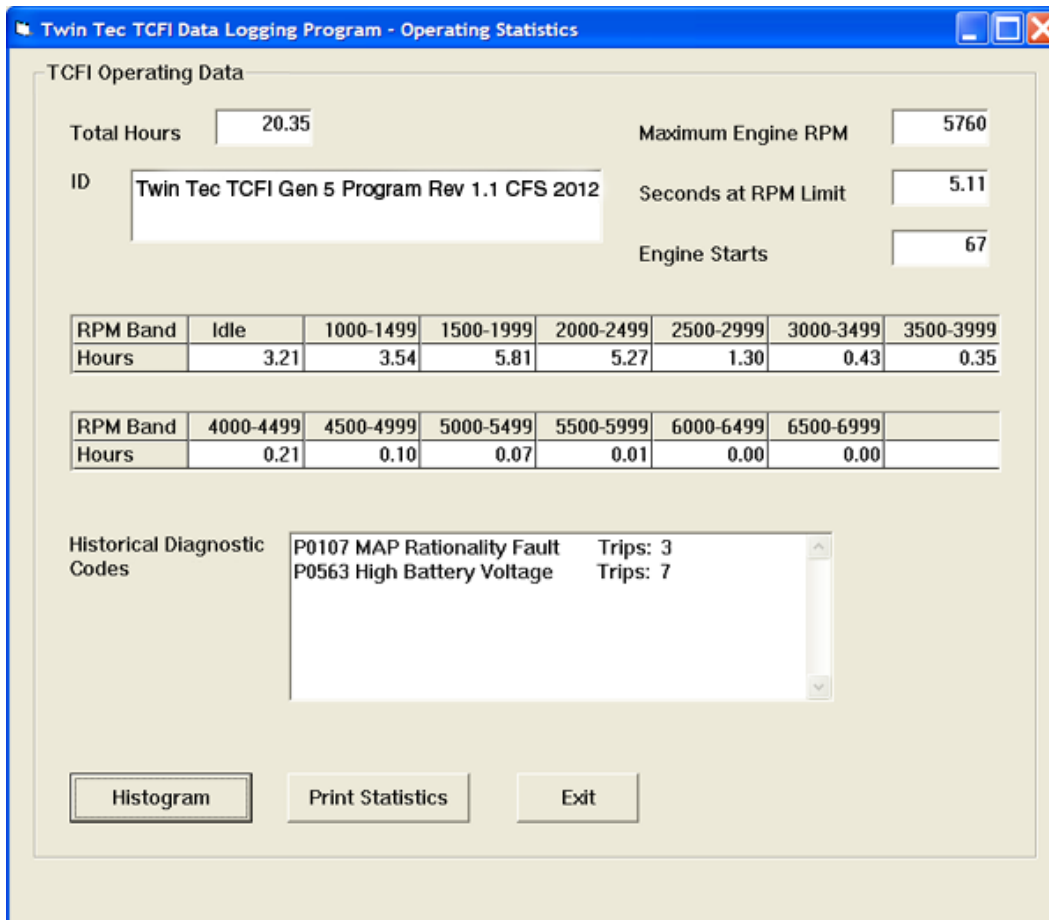 Twin Tec TCFI Data Logging Program - Operating Statistics
TCFI Operating Data
Total Hours 20.35
Maximum Engine RPM 5760
ID Twin Tec TCFI Gen 5 Program Rev 1.1 CFS 2012
Seconds at RPM Limit 5.11
Engine Starts 67
RPM Band Idle 1000-1499 1500-1999 2000-2499 2500-2999 3000-3499 3500-3999
Hours 3.21 3.54 5.81 5.27 1.30 0.43 0.35
RPM Band 4000-4499 4500-4999 5000-5499 5500-5999 6000-6499 6500-6999
Hours 0.21 0.10 0.07 0.01 0.00 0.00
Historical Diagnostic
Codes
P0107 MAP Rationality Fault Trips: 3
P0563 High Battery Voltage Trips: 7
Histogram Print Statistics Exit